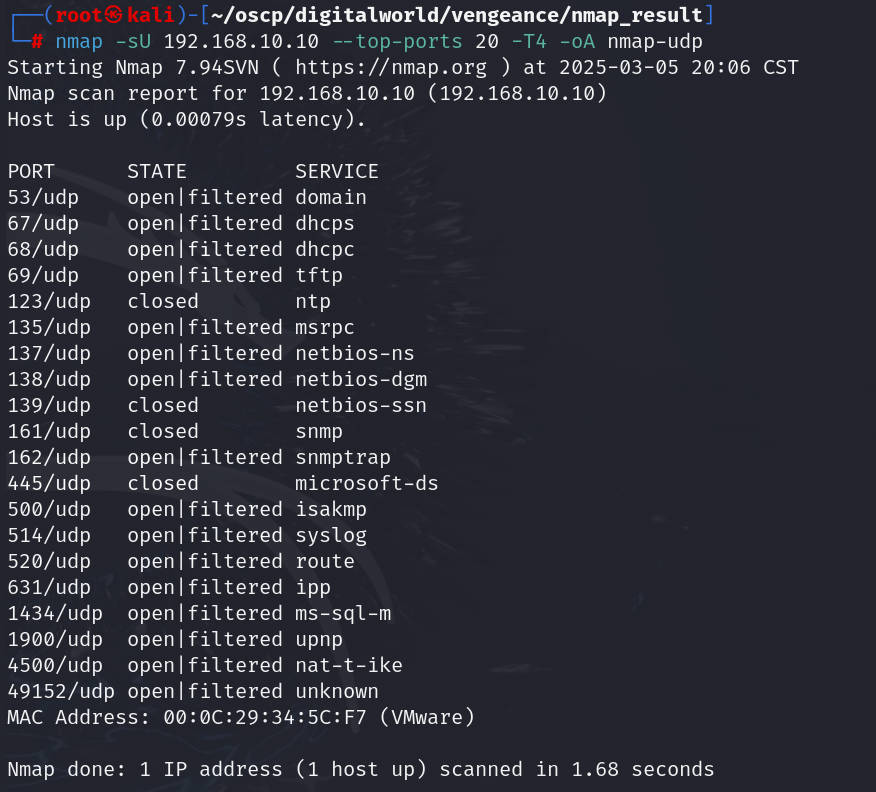 ┌──(root㉿kali)-[~/oscp/digitalworld/vengeance/nmap_result]
└─# nmap -sU 192.168.10.10 --top-ports 20 -T4 -oA nmap-udp
Starting Nmap 7.94SVN ( https://nmap.org ) at 2025-03-05 20:06 CST
Nmap scan report for 192.168.10.10 (192.168.10.10)
Host is up (0.00079s latency).

PORT      STATE         SERVICE
53/udp    open|filtered domain
67/udp    open|filtered dhcps
68/udp    open|filtered dhcpc
69/udp    open|filtered tftp
123/udp   closed        ntp
135/udp   open|filtered msrpc
137/udp   open|filtered netbios-ns
138/udp   open|filtered netbios-dgm
139/udp   closed        netbios-ssn
161/udp   closed        snmp
162/udp   open|filtered snmptrap
445/udp   closed        microsoft-ds
500/udp   open|filtered isakmp
514/udp   open|filtered syslog
520/udp   open|filtered route
631/udp   open|filtered ipp
1434/udp  open|filtered ms-sql-m
1900/udp  open|filtered upnp
4500/udp  open|filtered nat-t-ike
49152/udp open|filtered unknown
MAC Address: 00:0C:29:34:5C:F7 (VMware)

Nmap done: 1 IP address (1 host up) scanned in 1.68 seconds